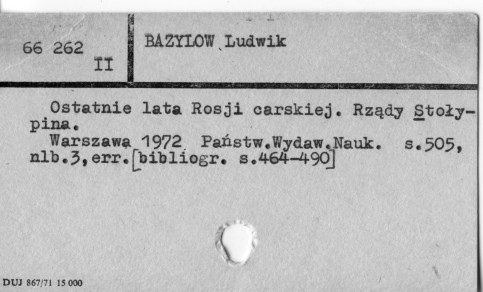 66 262
II
BAZYLOW Ludwik
Ostatnie lata Rosji carskiej. Rządy Stoły-
pina.
Warszawa 1972 Państw.Wydaw.Nauk. s.505,
nlb.3,err.[bibliogr. s.464-490]
DUJ 867/71 15 000